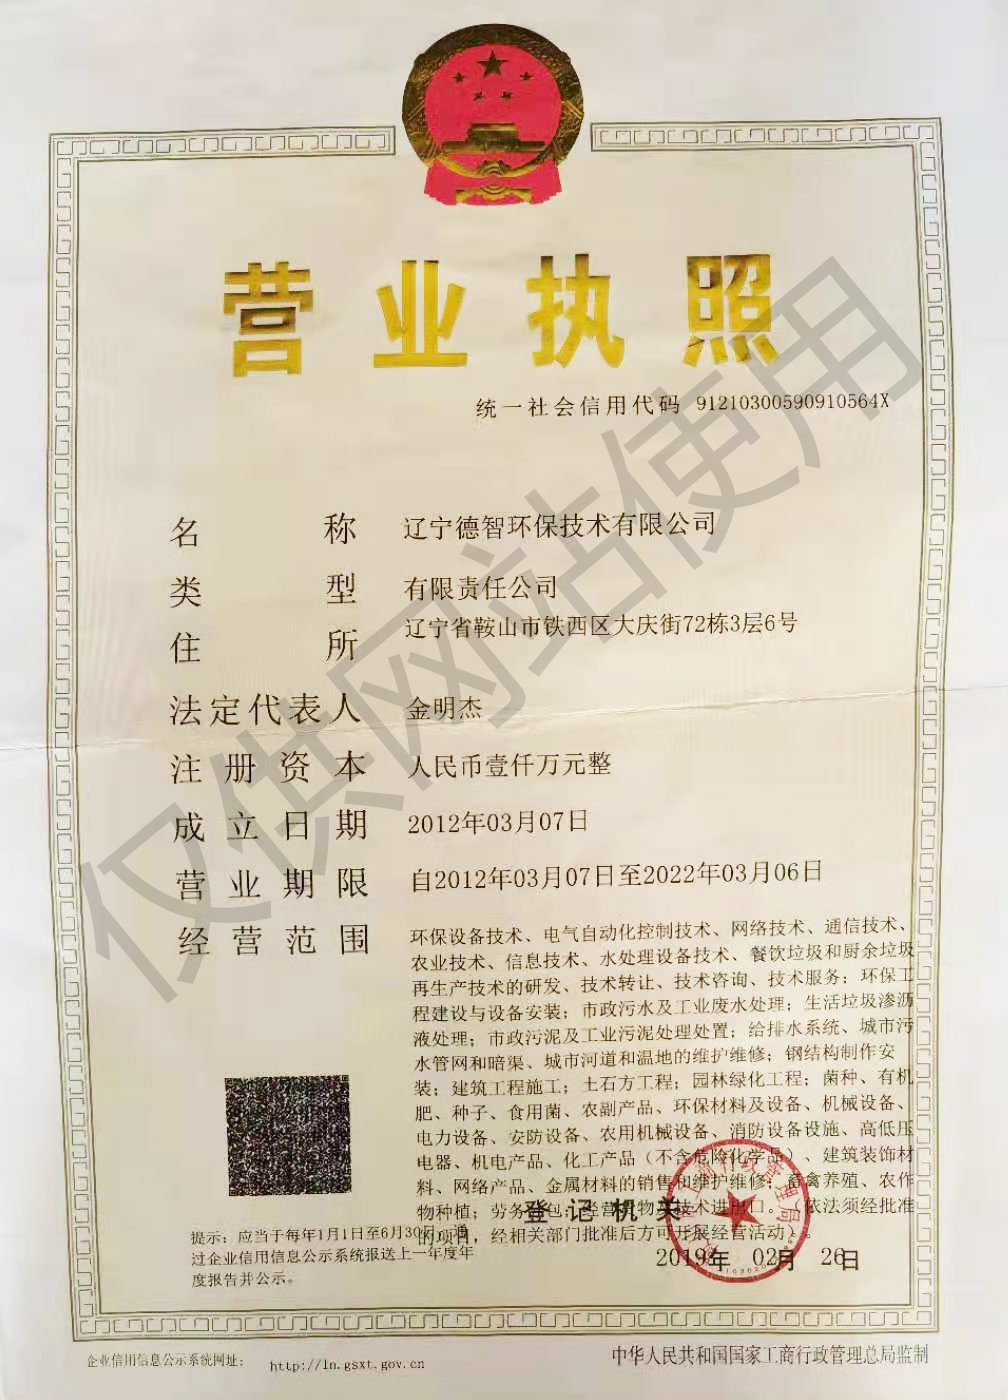 营业执照
统一社会信用代码 91210300590910564X
名称 辽宁德智环保技术有限公司
类型 有限责任公司
住所 辽宁省鞍山市铁西区大庆街72栋3层6号
法定代表人 金明杰
注册资本 人民币壹仟万元整
成立日期 2012年03月07日
营业期限 自2012年03月07日至2022年03月06日
经营范围 环保设备技术、电气自动化控制技术、网络技术、通信技术、
农业技术、信息技术、水处理设备技术、餐饮垃圾和厨余垃圾
再生产技术的研发、技术转让、技术咨询、技术服务；环保工
程建设与设备安装；市政污水及工业废水处理；生活垃圾渗沥
液处理；市政污泥及工业污泥处理处置；给排水系统、城市污
水管网和暗渠、城市河道和温地的维护维修；钢结构制作安
装；建筑工程施工；土石方工程；园林绿化工程；菌种、有机
肥、种子、食用菌、农副产品、环保材料及设备、机械设备、
电力设备、安防设备、农用机械设备、消防设备设施、高低压
电器、机电产品、化工产品（不含危险化学品）、建筑装饰材
料、网络产品、金属材料的销售和维护维修；畜禽养殖、农作
物种植；劳务分包；经营货物及技术进出口。（依法须经批准
的项目，经相关部门批准后方可开展经营活动）。
登记机关
2019年 02月 26日
提示：应当于每年1月1日至6月30日，通
过企业信用信息公示系统报送上一年度年
度报告并公示。
企业信用信息公示系统网址： http://ln.gsxt.gov.cn
中华人民共和国国家工商行政管理总局监制
仅供网站使用